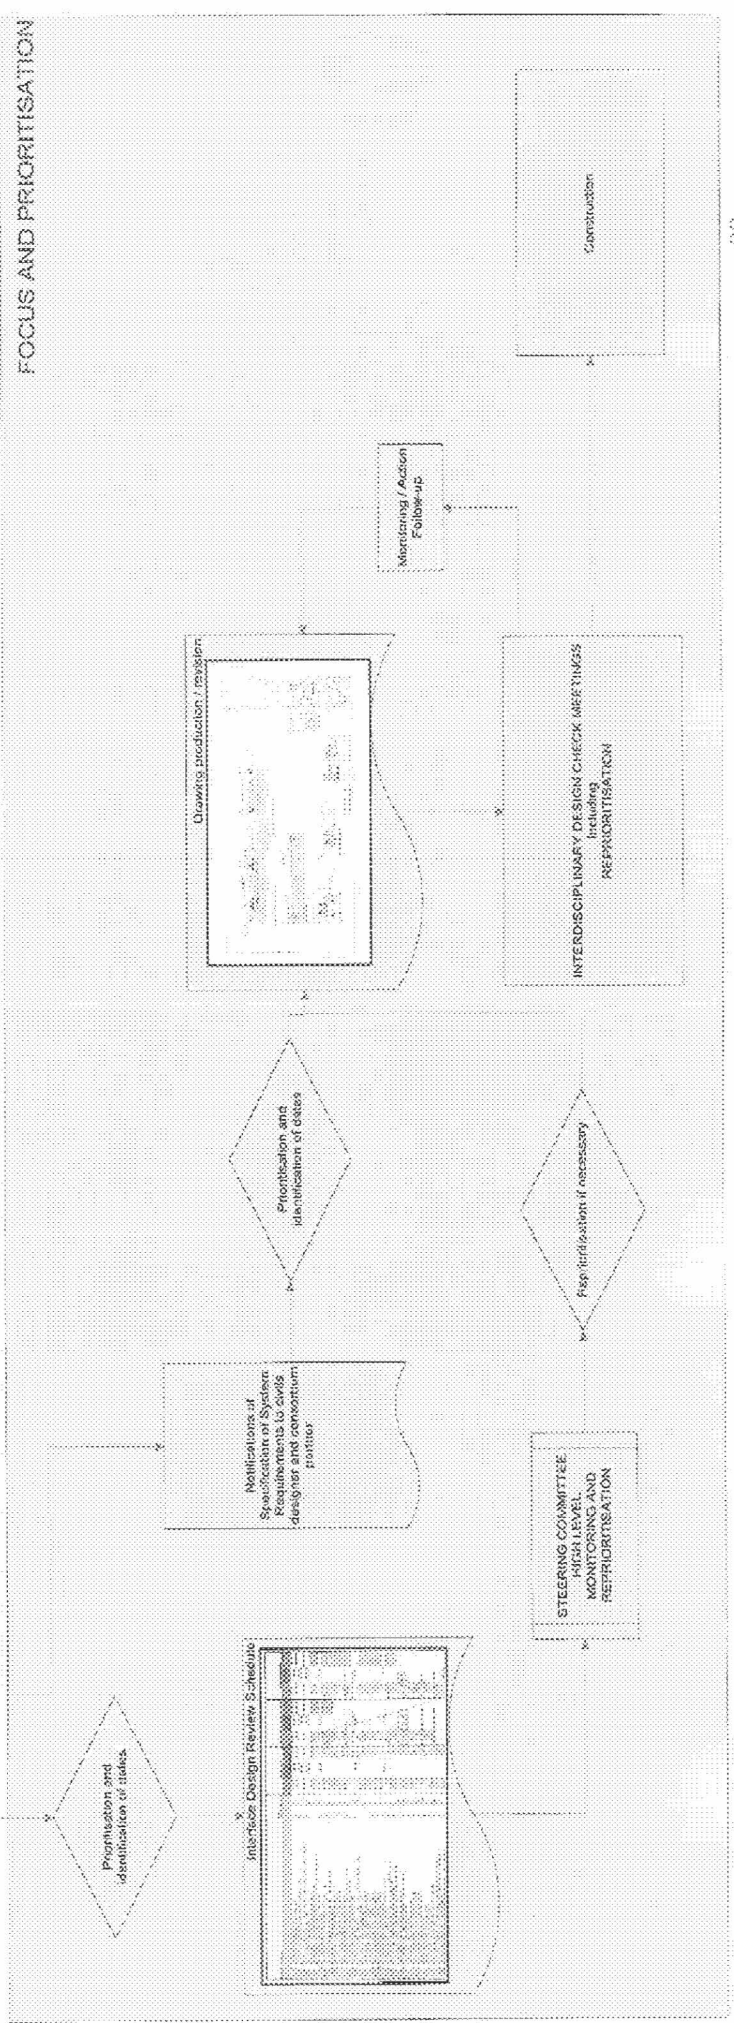 FOCUS AND PRIORITISATION
Prioritisation and
identification of dates
Interface Design Review Schedule
Notifications of
Specification of System
Requirements to civils
designer and consortium
partner
STEERING COMMITTEE
HIGH LEVEL
MONITORING AND
REPRIORITISATION
Prioritisation and
identification of dates
Reprioritisation if necessary
Drawing production / revision
INTERDISCIPLINARY DESIGN CHECK MEETINGS
Including
REPRIORITISATION
Monitoring / Action
Follow-up
Construction